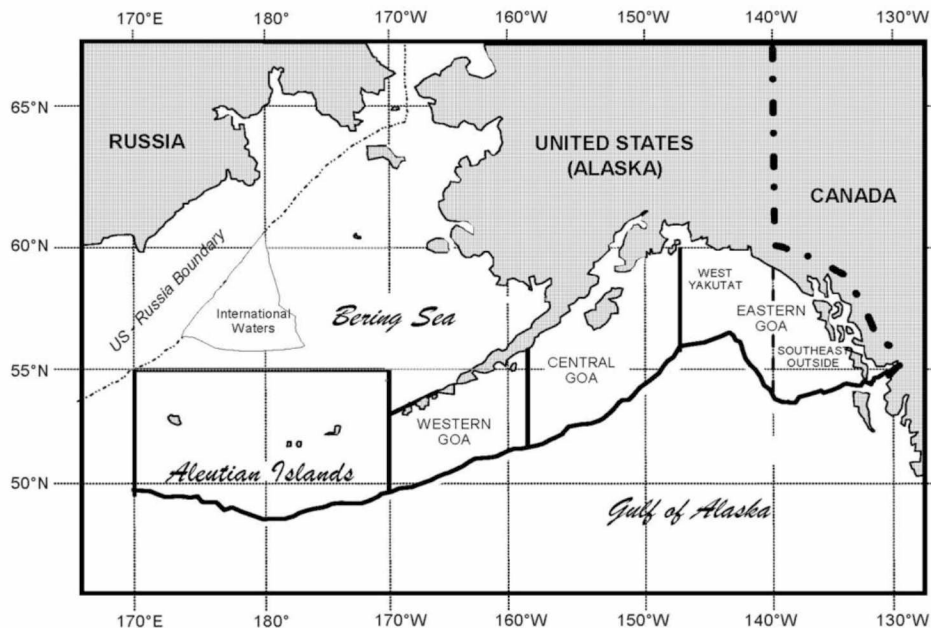 170°E 180° 170°W 160°W 150°W 140°W 130°W
65°N
RUSSIA
UNITED STATES
(ALASKA)
CANADA
60°N
US - Russia Boundary
International
Waters
Bering Sea
WEST
YAKUTAT
EASTERN
GOA
SOUTHEAST
OUTSIDE
55°N
CENTRAL
GOA
WESTERN
GOA
Aleutian Islands
50°N
Gulf of Alaska
170°E 180° 170°W 160°W 150°W 140°W 130°W